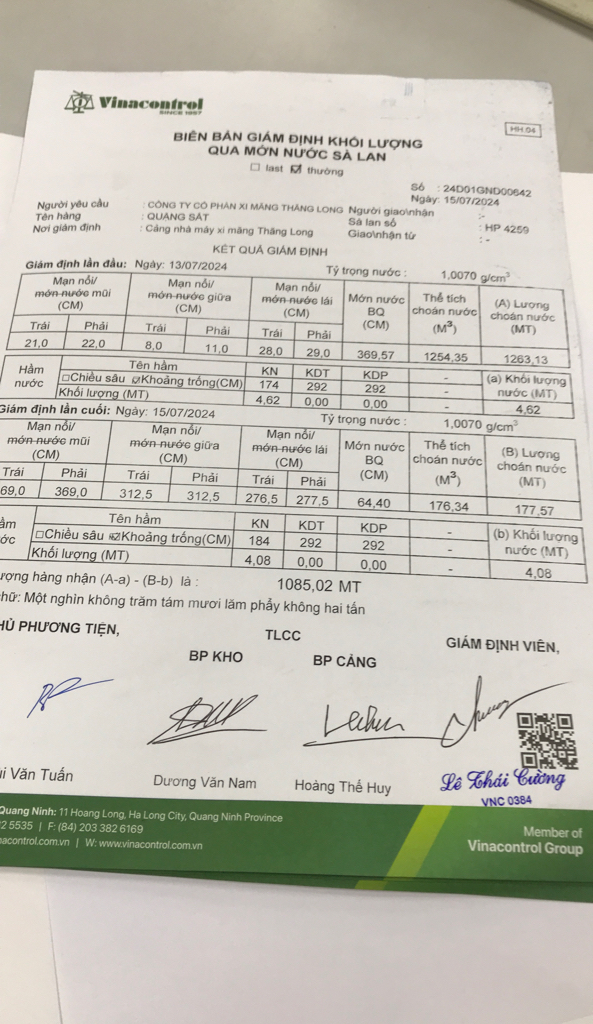 Vinacontrol
SINCE 1957
HH.04
BIÊN BẢN GIÁM ĐỊNH KHỐI LƯỢNG
QUA MỚN NƯỚC SÀ LAN
☐ last ☑ thường
Số : 24D01GND00642
Ngày: 15/07/2024
Người yêu cầu : CÔNG TY CỔ PHẦN XI MĂNG THĂNG LONG Người giao\nhận :-
Tên hàng : QUẶNG SẮT Sà lan số : HP 4259
Nơi giám định : Cảng nhà máy xi măng Thăng Long Giao\nhận từ : -
KẾT QUẢ GIÁM ĐỊNH
Giám định lần đầu: Ngày: 13/07/2024 Tỷ trọng nước : 1,0070 g/cm³
Mạn nổi/ mớn nước mũi (CM) Mạn nổi/ mớn nước giữa (CM) Mạn nổi/ mớn nước lái (CM) Mớn nước BQ (CM) Thể tích choán nước (M³) (A) Lượng choán nước (MT)
Trái Phải Trái Phải Trái Phải
21,0 22,0 8,0 11,0 28,0 29,0 369,57 1254,35 1263,13
Hầm nước Tên hầm KN KDT KDP - (a) Khối lượng nước (MT)
☐Chiều sâu ☑Khoảng trống(CM) 174 292 292 -
Khối lượng (MT) 4,62 0,00 0,00 - 4,62
Giám định lần cuối: Ngày: 15/07/2024 Tỷ trọng nước : 1,0070 g/cm³
Mạn nổi/ mớn nước mũi (CM) Mạn nổi/ mớn nước giữa (CM) Mạn nổi/ mớn nước lái (CM) Mớn nước BQ (CM) Thể tích choán nước (M³) (B) Lượng choán nước (MT)
Trái Phải Trái Phải Trái Phải
69,0 369,0 312,5 312,5 276,5 277,5 64,40 176,34 177,57
ầm ớc Tên hầm KN KDT KDP - (b) Khối lượng nước (MT)
☐Chiều sâu ☑Khoảng trống(CM) 184 292 292 -
Khối lượng (MT) 4,08 0,00 0,00 - 4,08
ượng hàng nhận (A-a) - (B-b) là : 1085,02 MT
chữ: Một nghìn không trăm tám mươi lăm phẩy không hai tấn
HỦ PHƯƠNG TIỆN, TLCC GIÁM ĐỊNH VIÊN,
BP KHO BP CẢNG
ùi Văn Tuấn Dương Văn Nam Hoàng Thế Huy Lê Thái Cường
VNC 0384
Quang Ninh: 11 Hoang Long, Ha Long City, Quang Ninh Province
2 5535 | F: (84) 203 382 6169
nacontrol.com.vn | W: www.vinacontrol.com.vn
Member of
Vinacontrol Group